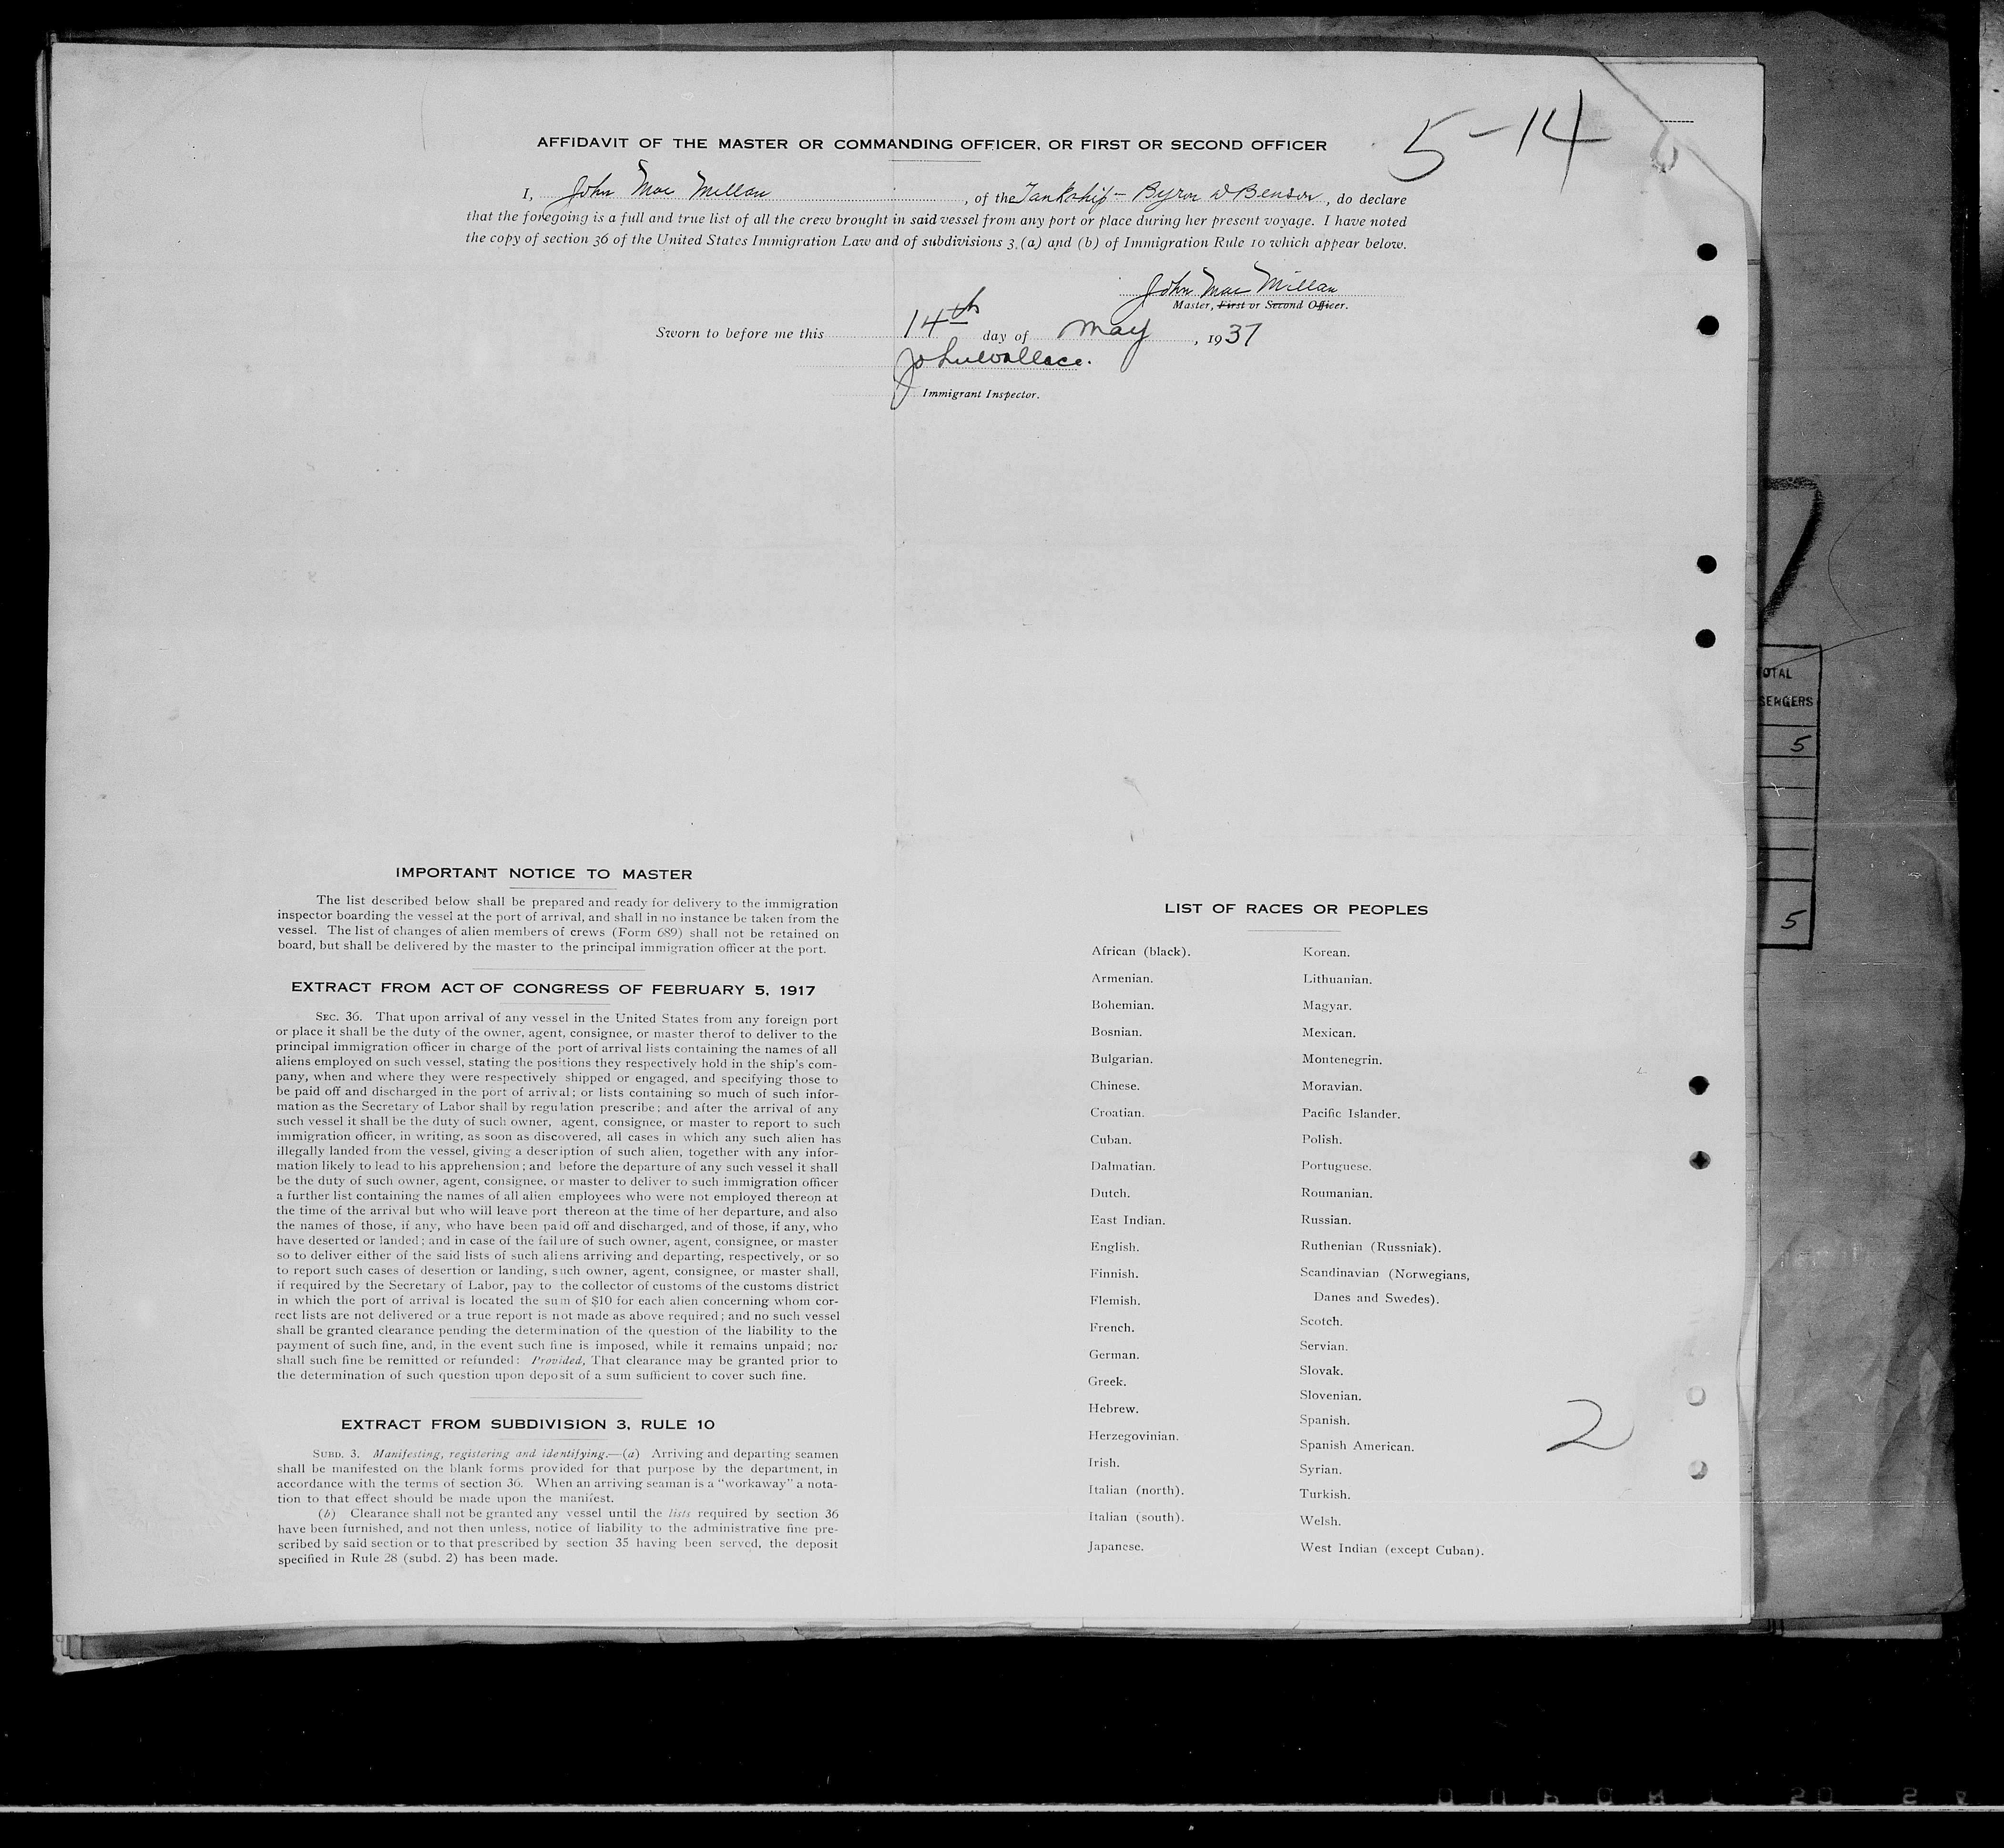 5-14
AFFIDAVIT OF THE MASTER OR COMMANDING OFFICER, OR FIRST OR SECOND OFFICER
I, John Mac Millan, of the Tankship - Byron D Benson, do declare
that the foregoing is a full and true list of all the crew brought in said vessel from any port or place during her present voyage. I have noted
the copy of section 36 of the United States Immigration Law and of subdivisions 3 (a) and (b) of Immigration Rule 10 which appear below.
John Mac Millan
Master, First or Second Officer.
Sworn to before me this 14th day of May, 1937
John Wallace.
Immigrant Inspector.
OTAL
SENGERS
5
5
IMPORTANT NOTICE TO MASTER
The list described below shall be prepared and ready for delivery to the immigration
inspector boarding the vessel at the port of arrival, and shall in no instance be taken from the
vessel. The list of changes of alien members of crews (Form 689) shall not be retained on
board, but shall be delivered by the master to the principal immigration officer at the port.
EXTRACT FROM ACT OF CONGRESS OF FEBRUARY 5, 1917
SEC. 36. That upon arrival of any vessel in the United States from any foreign port
or place it shall be the duty of the owner, agent, consignee, or master therof to deliver to the
principal immigration officer in charge of the port of arrival lists containing the names of all
aliens employed on such vessel, stating the positions they respectively hold in the ship's com-
pany, when and where they were respectively shipped or engaged, and specifying those to
be paid off and discharged in the port of arrival; or lists containing so much of such infor-
mation as the Secretary of Labor shall by regulation prescribe; and after the arrival of any
such vessel it shall be the duty of such owner, agent, consignee, or master to report to such
immigration officer, in writing, as soon as discovered, all cases in which any such alien has
illegally landed from the vessel, giving a description of such alien, together with any infor-
mation likely to lead to his apprehension; and before the departure of any such vessel it shall
be the duty of such owner, agent, consignee, or master to deliver to such immigration officer
a further list containing the names of all alien employees who were not employed thereon at
the time of the arrival but who will leave port thereon at the time of her departure, and also
the names of those, if any, who have been paid off and discharged, and of those, if any, who
have deserted or landed; and in case of the failure of such owner, agent, consignee, or master
so to deliver either of the said lists of such aliens arriving and departing, respectively, or so
to report such cases of desertion or landing, such owner, agent, consignee, or master shall,
if required by the Secretary of Labor, pay to the collector of customs of the customs district
in which the port of arrival is located the sum of $10 for each alien concerning whom cor-
rect lists are not delivered or a true report is not made as above required; and no such vessel
shall be granted clearance pending the determination of the question of the liability to the
payment of such fine, and, in the event such fine is imposed, while it remains unpaid; nor
shall such fine be remitted or refunded: Provided, That clearance may be granted prior to
the determination of such question upon deposit of a sum sufficient to cover such fine.
EXTRACT FROM SUBDIVISION 3, RULE 10
SUBD. 3. Manifesting, registering and identifying.—(a) Arriving and departing seamen
shall be manifested on the blank forms provided for that purpose by the department, in
accordance with the terms of section 36. When an arriving seaman is a "workaway" a nota-
tion to that effect should be made upon the manifest.
(b) Clearance shall not be granted any vessel until the lists required by section 36
have been furnished, and not then unless, notice of liability to the administrative fine pre-
scribed by said section or to that prescribed by section 35 having been served, the deposit
specified in Rule 28 (subd. 2) has been made.
LIST OF RACES OR PEOPLES
African (black).
Armenian.
Bohemian.
Bosnian.
Bulgarian.
Chinese.
Croatian.
Cuban.
Dalmatian.
Dutch.
East Indian.
English.
Finnish.
Flemish.
French.
German.
Greek.
Hebrew.
Herzegovinian.
Irish.
Italian (north).
Italian (south).
Japanese.
Korean.
Lithuanian.
Magyar.
Mexican.
Montenegrin.
Moravian.
Pacific Islander.
Polish.
Portuguese.
Roumanian.
Russian.
Ruthenian (Russniak).
Scandinavian (Norwegians,
Danes and Swedes).
Scotch.
Servian.
Slovak.
Slovenian.
Spanish.
Spanish American.
Syrian.
Turkish.
Welsh.
West Indian (except Cuban).
2